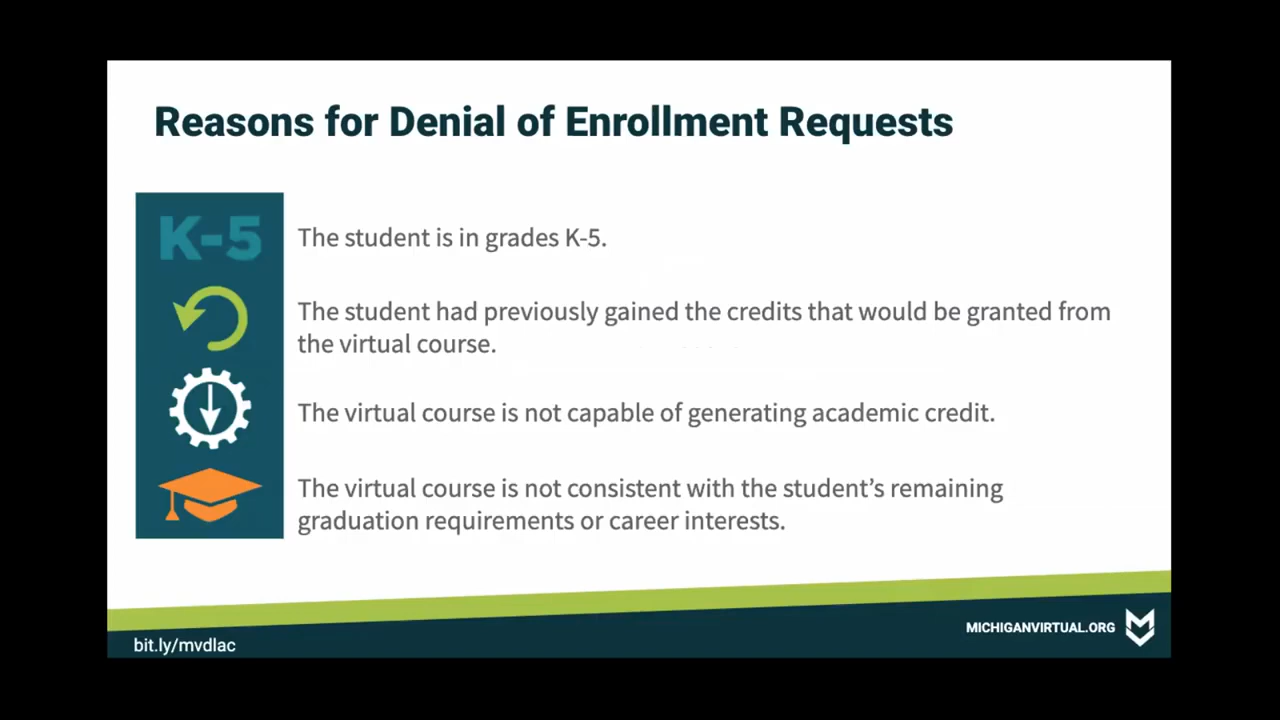 Reasons for Denial of Enrollment Requests
K-5
The student is in grades K-5.
The student had previously gained the credits that would be granted from
the virtual course.
The virtual course is not capable of generating academic credit.
The virtual course is not consistent with the student’s remaining
graduation requirements or career interests.
MICHIGANVIRTUAL.ORG
bit.ly/mvdlac